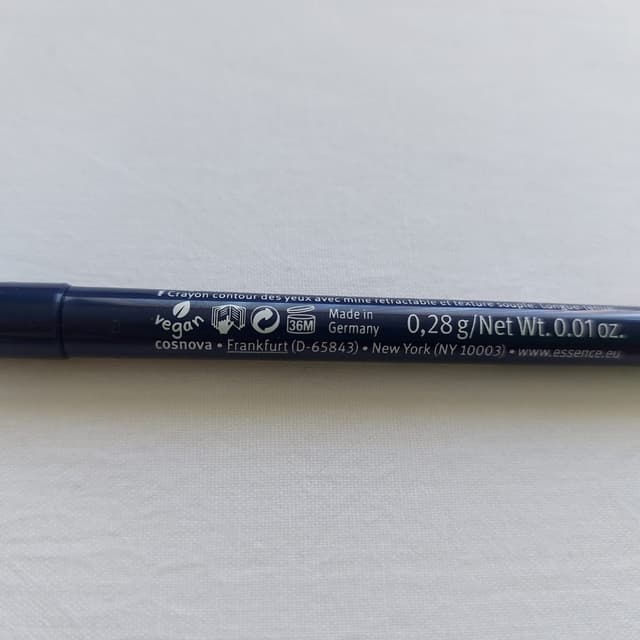 Crayon contour des yeux avec mine rétractable et texture souple.
vegan 36M Made in Germany 0,28 g/Net Wt. 0.01 oz.
cosnova • Frankfurt (D-65843) • New York (NY 10003) • www.essence.eu